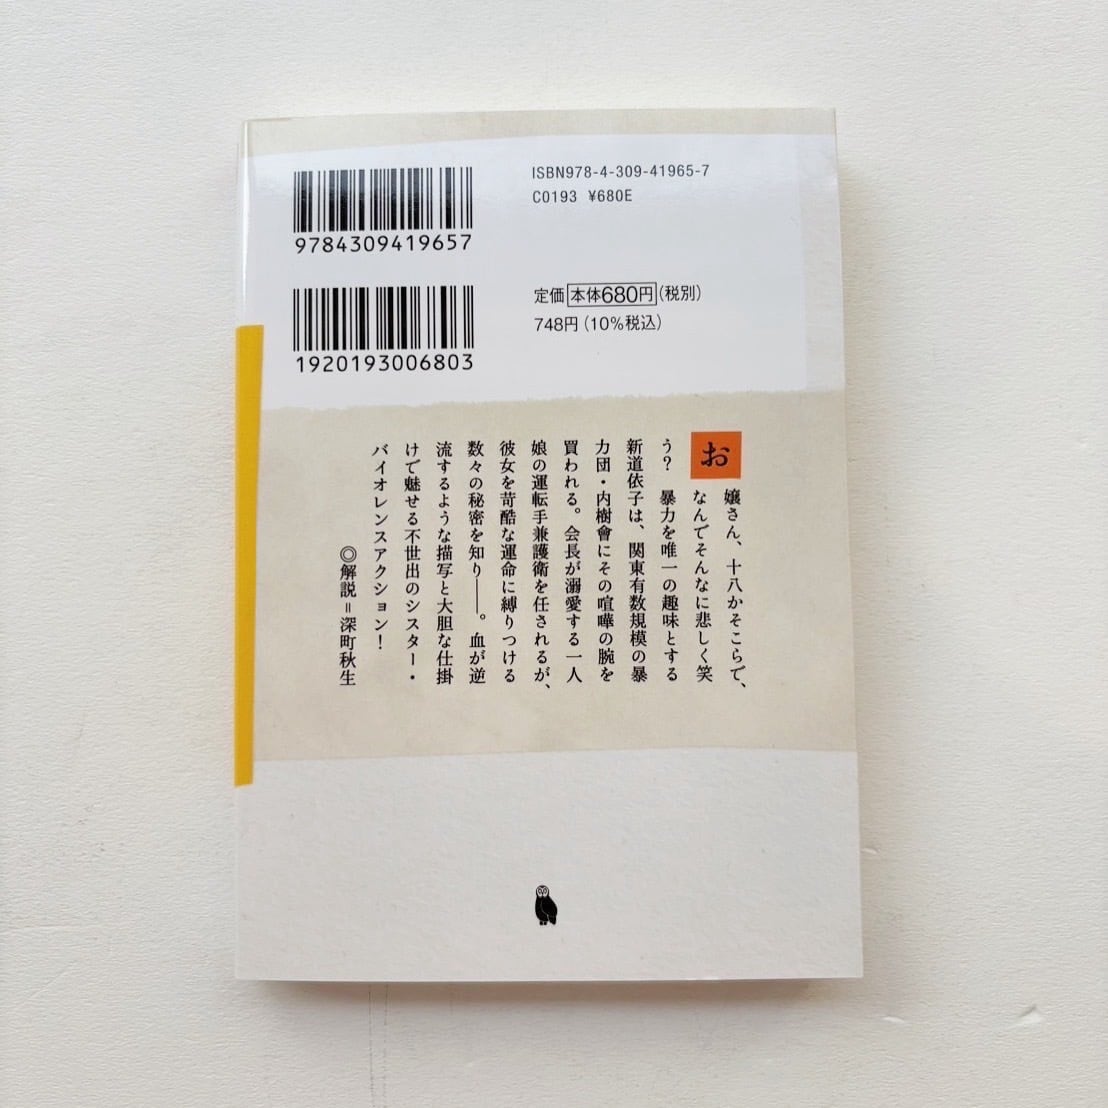 ISBN978-4-309-41965-7
C0193 ¥680E
9784309419657
定価 本体680円(税別)
748円(10%税込)
1920193006803
お嬢さん、十八かそこらで、
なんでそんなに悲しく笑
う? 暴力を唯一の趣味とする
新道依子は、関東有数規模の暴
力団・内樹會にその喧嘩の腕を
買われる。会長が溺愛する一人
娘の運転手兼護衛を任されるが、
彼女を苛酷な運命に縛りつける
数々の秘密を知り――。血が逆
流するような描写と大胆な仕掛
けで魅せる不世出のシスター・
バイオレンスアクション!
◎解説=深町秋生